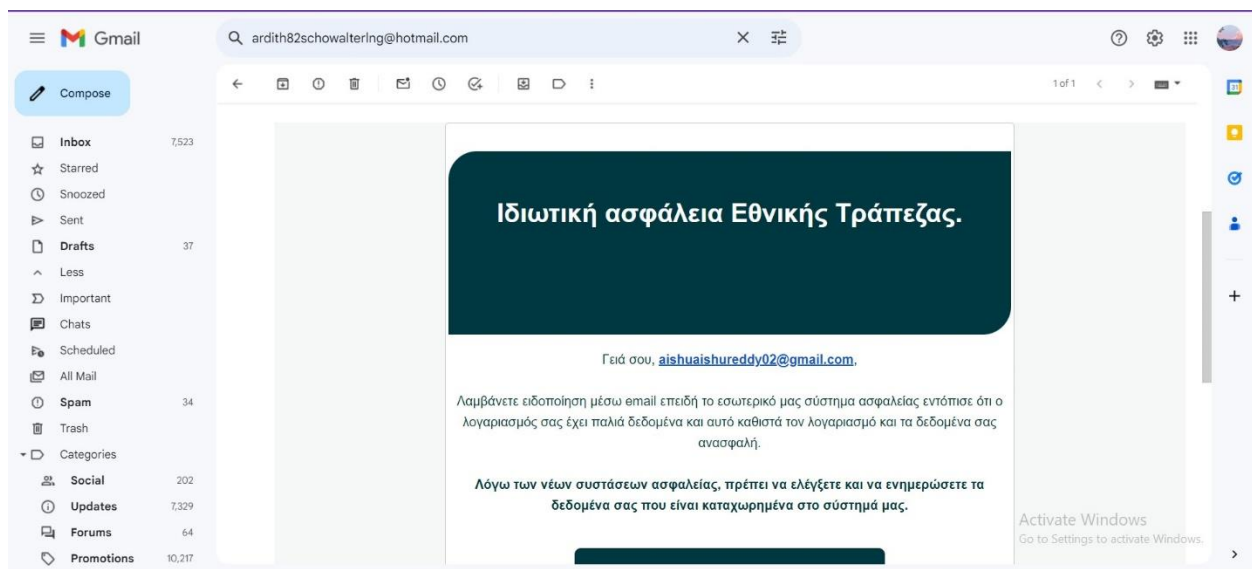 Gmail
ardith82schowalterlng@hotmail.com
Compose
1 of 1
Inbox 7,523
Starred
Snoozed
Sent
Drafts 37
Less
Important
Chats
Scheduled
All Mail
Spam 34
Trash
Categories
Social 202
Updates 7,329
Forums 64
Promotions 10,217
31
Ιδιωτική ασφάλεια Εθνικής Τράπεζας.
Γειά σου, aishuaishureddy02@gmail.com,
Λαμβάνετε ειδοποίηση μέσω email επειδή το εσωτερικό μας σύστημα ασφαλείας εντόπισε ότι ο
λογαριασμός σας έχει παλιά δεδομένα και αυτό καθιστά τον λογαριασμό και τα δεδομένα σας
ανασφαλή.
Λόγω των νέων συστάσεων ασφαλείας, πρέπει να ελέγξετε και να ενημερώσετε τα
δεδομένα σας που είναι καταχωρημένα στο σύστημά μας.
Activate Windows
Go to Settings to activate Windows.